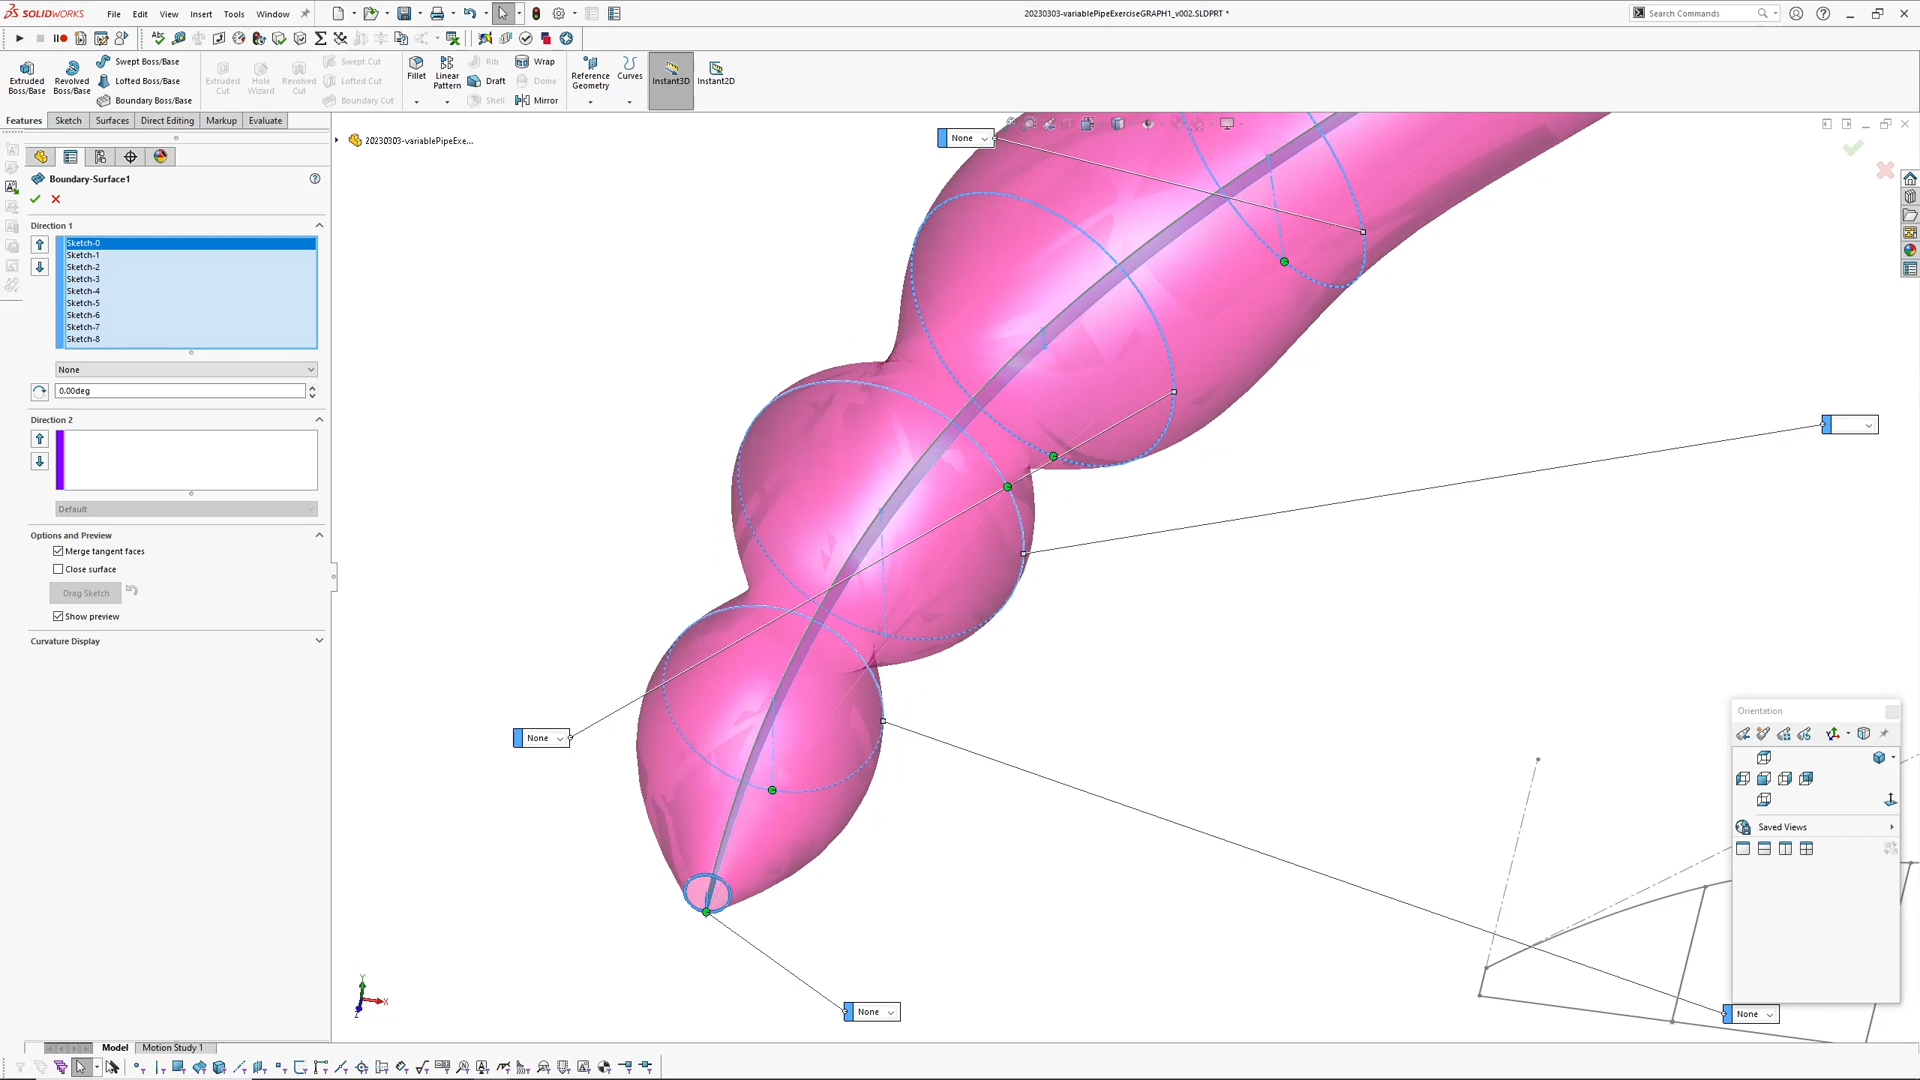 SOLIDWORKS File Edit View Insert Tools Window 20230303-variablePipeExerciseGRAPH1_v002.SLDPRT * Search Commands
Extruded Boss/Base
Revolved Boss/Base
Swept Boss/Base
Lofted Boss/Base
Boundary Boss/Base
Extruded Cut
Hole Wizard
Revolved Cut
Swept Cut
Lofted Cut
Boundary Cut
Fillet
Linear Pattern
Rib
Draft
Shell
Wrap
Dome
Mirror
Reference Geometry
Curves
Instant3D
Instant2D
Features Sketch Surfaces Direct Editing Markup Evaluate
20230303-variablePipeExe...
Boundary-Surface1
Direction 1
Sketch-0
Sketch-1
Sketch-2
Sketch-3
Sketch-4
Sketch-5
Sketch-6
Sketch-7
Sketch-8
None
0.00deg
Direction 2
Default
Options and Preview
Merge tangent faces
Close surface
Drag Sketch
Show preview
Curvature Display
None
None
None
None
Orientation
Saved Views
Y
X
Z
Model Motion Study 1